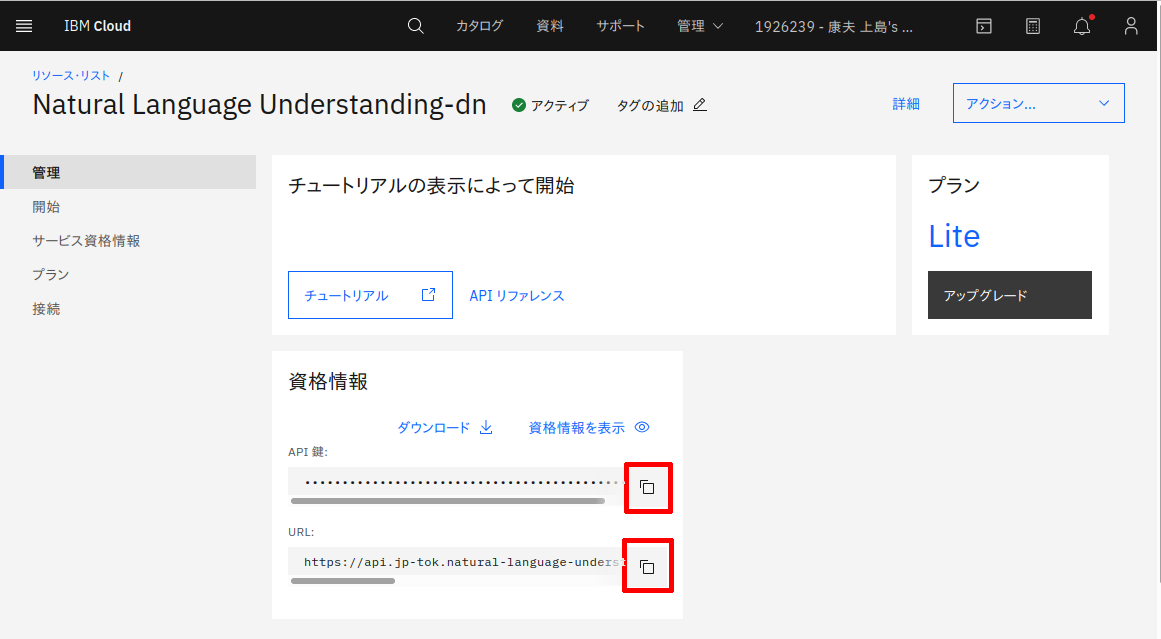 IBM Cloud カタログ 資料 サポート 管理 1926239 - 康夫 上島's ...
リソース・リスト /
Natural Language Understanding-dn アクティブ タグの追加 詳細 アクション...
管理
開始
サービス資格情報
プラン
接続
チュートリアルの表示によって開始
チュートリアル API リファレンス
プラン
Lite
アップグレード
資格情報
ダウンロード 資格情報を表示
API 鍵:
URL:
https://api.jp-tok.natural-language-underst